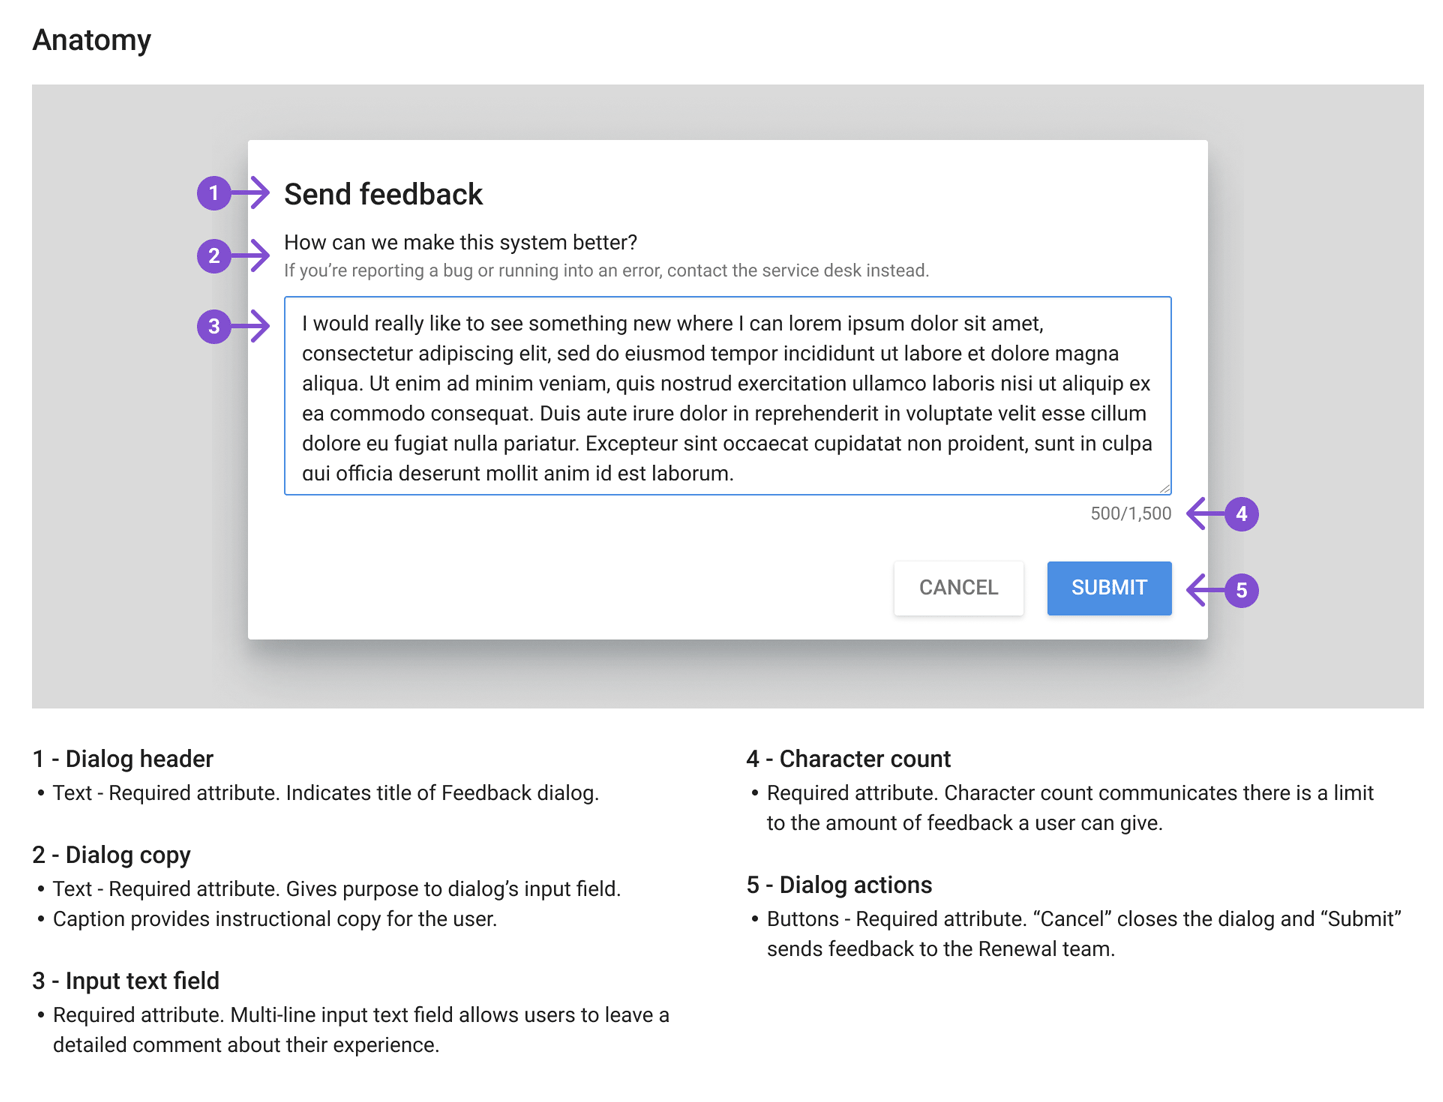 Anatomy
1
Send feedback
2
How can we make this system better?
If you’re reporting a bug or running into an error, contact the service desk instead.
3
I would really like to see something new where I can lorem ipsum dolor sit amet,
consectetur adipiscing elit, sed do eiusmod tempor incididunt ut labore et dolore magna
aliqua. Ut enim ad minim veniam, quis nostrud exercitation ullamco laboris nisi ut aliquip ex
ea commodo consequat. Duis aute irure dolor in reprehenderit in voluptate velit esse cillum
dolore eu fugiat nulla pariatur. Excepteur sint occaecat cupidatat non proident, sunt in culpa
qui officia deserunt mollit anim id est laborum.
500/1,500
4
CANCEL
SUBMIT
5
1 - Dialog header
• Text - Required attribute. Indicates title of Feedback dialog.
2 - Dialog copy
• Text - Required attribute. Gives purpose to dialog’s input field.
• Caption provides instructional copy for the user.
3 - Input text field
• Required attribute. Multi-line input text field allows users to leave a
detailed comment about their experience.
4 - Character count
• Required attribute. Character count communicates there is a limit
to the amount of feedback a user can give.
5 - Dialog actions
• Buttons - Required attribute. “Cancel” closes the dialog and “Submit”
sends feedback to the Renewal team.